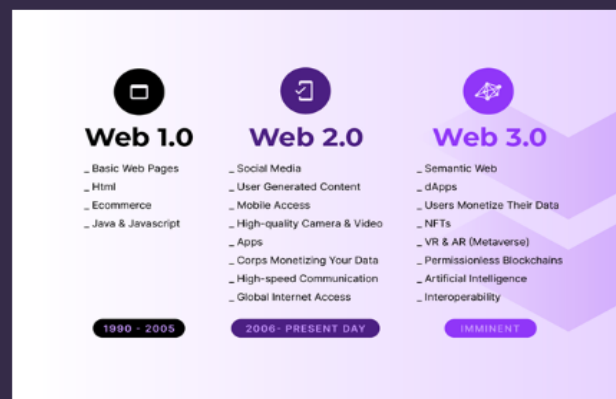 Web 1.0
_ Basic Web Pages
_ Html
_ Ecommerce
_ Java & Javascript
1990 - 2005
Web 2.0
_ Social Media
_ User Generated Content
_ Mobile Access
_ High-quality Camera & Video
_ Apps
_ Corps Monetizing Your Data
_ High-speed Communication
_ Global Internet Access
2006- PRESENT DAY
Web 3.0
_ Semantic Web
_ dApps
_ Users Monetize Their Data
_ NFTs
_ VR & AR (Metaverse)
_ Permissionless Blockchains
_ Artificial Intelligence
_ Interoperability
IMMINENT